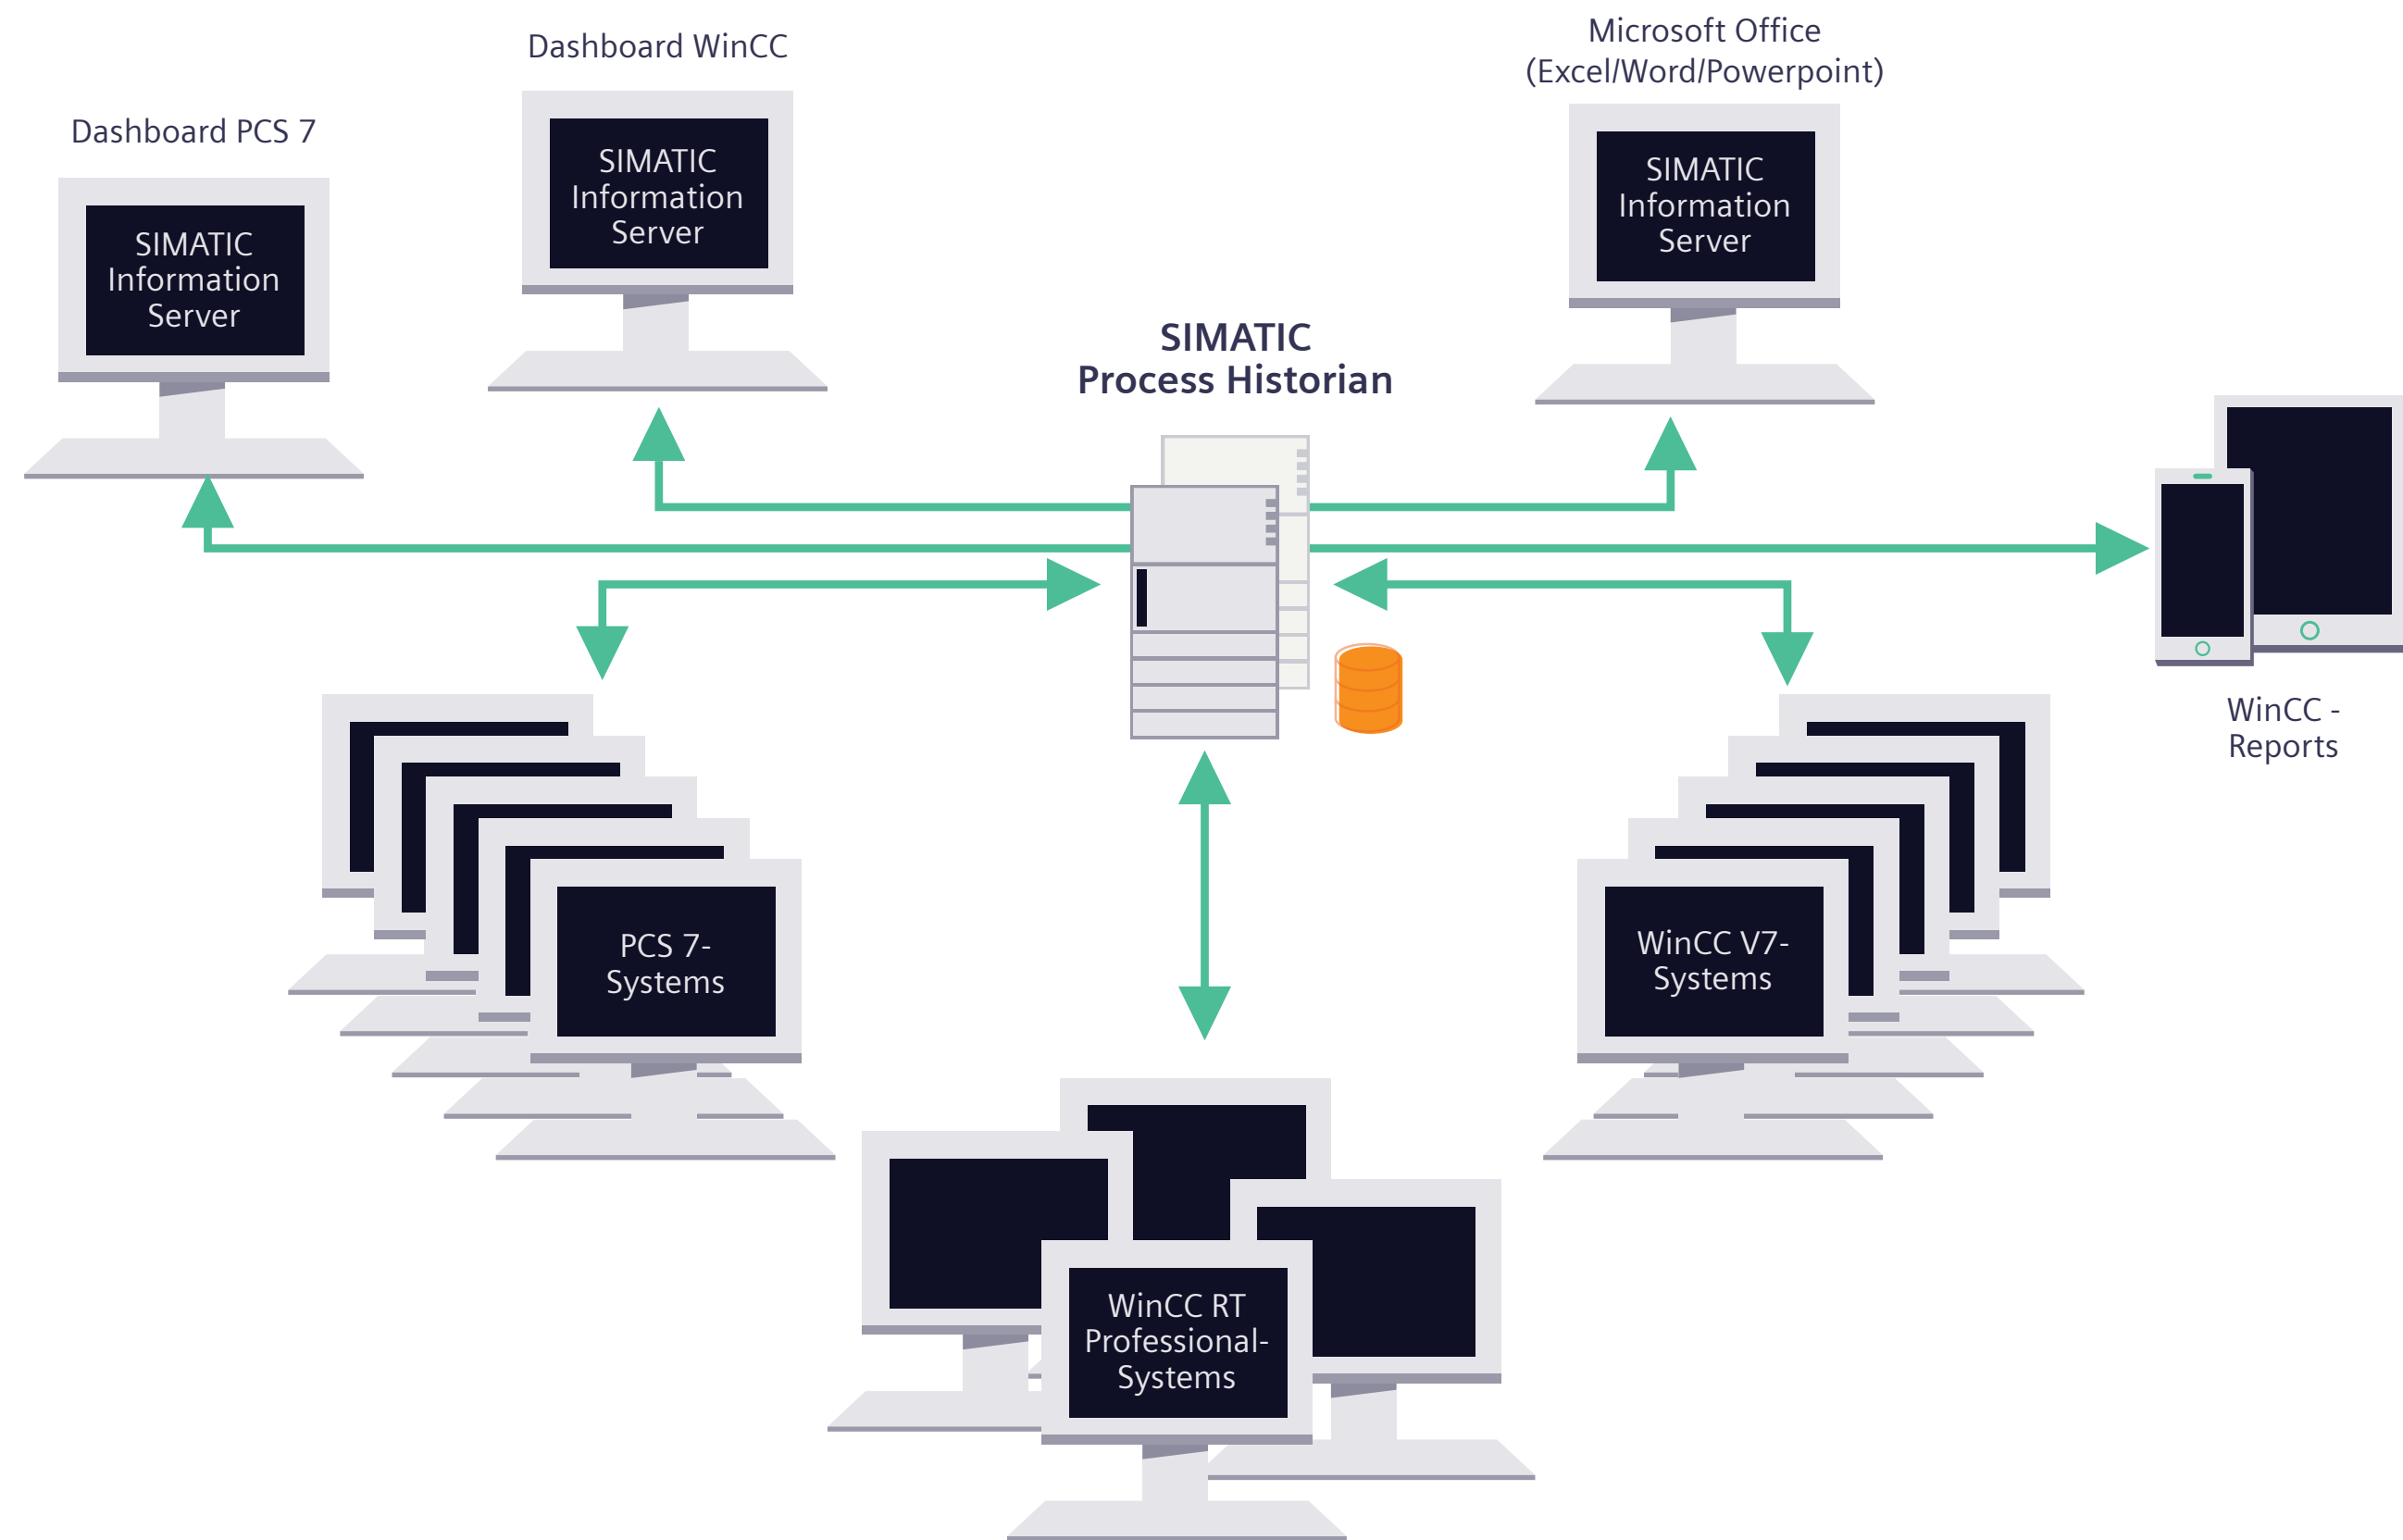 Dashboard PCS 7
SIMATIC
Information
Server
Dashboard WinCC
SIMATIC
Information
Server
Microsoft Office
(Excel/Word/Powerpoint)
SIMATIC
Information
Server
SIMATIC
Process Historian
WinCC -
Reports
PCS 7-
Systems
WinCC V7-
Systems
WinCC RT
Professional-
Systems